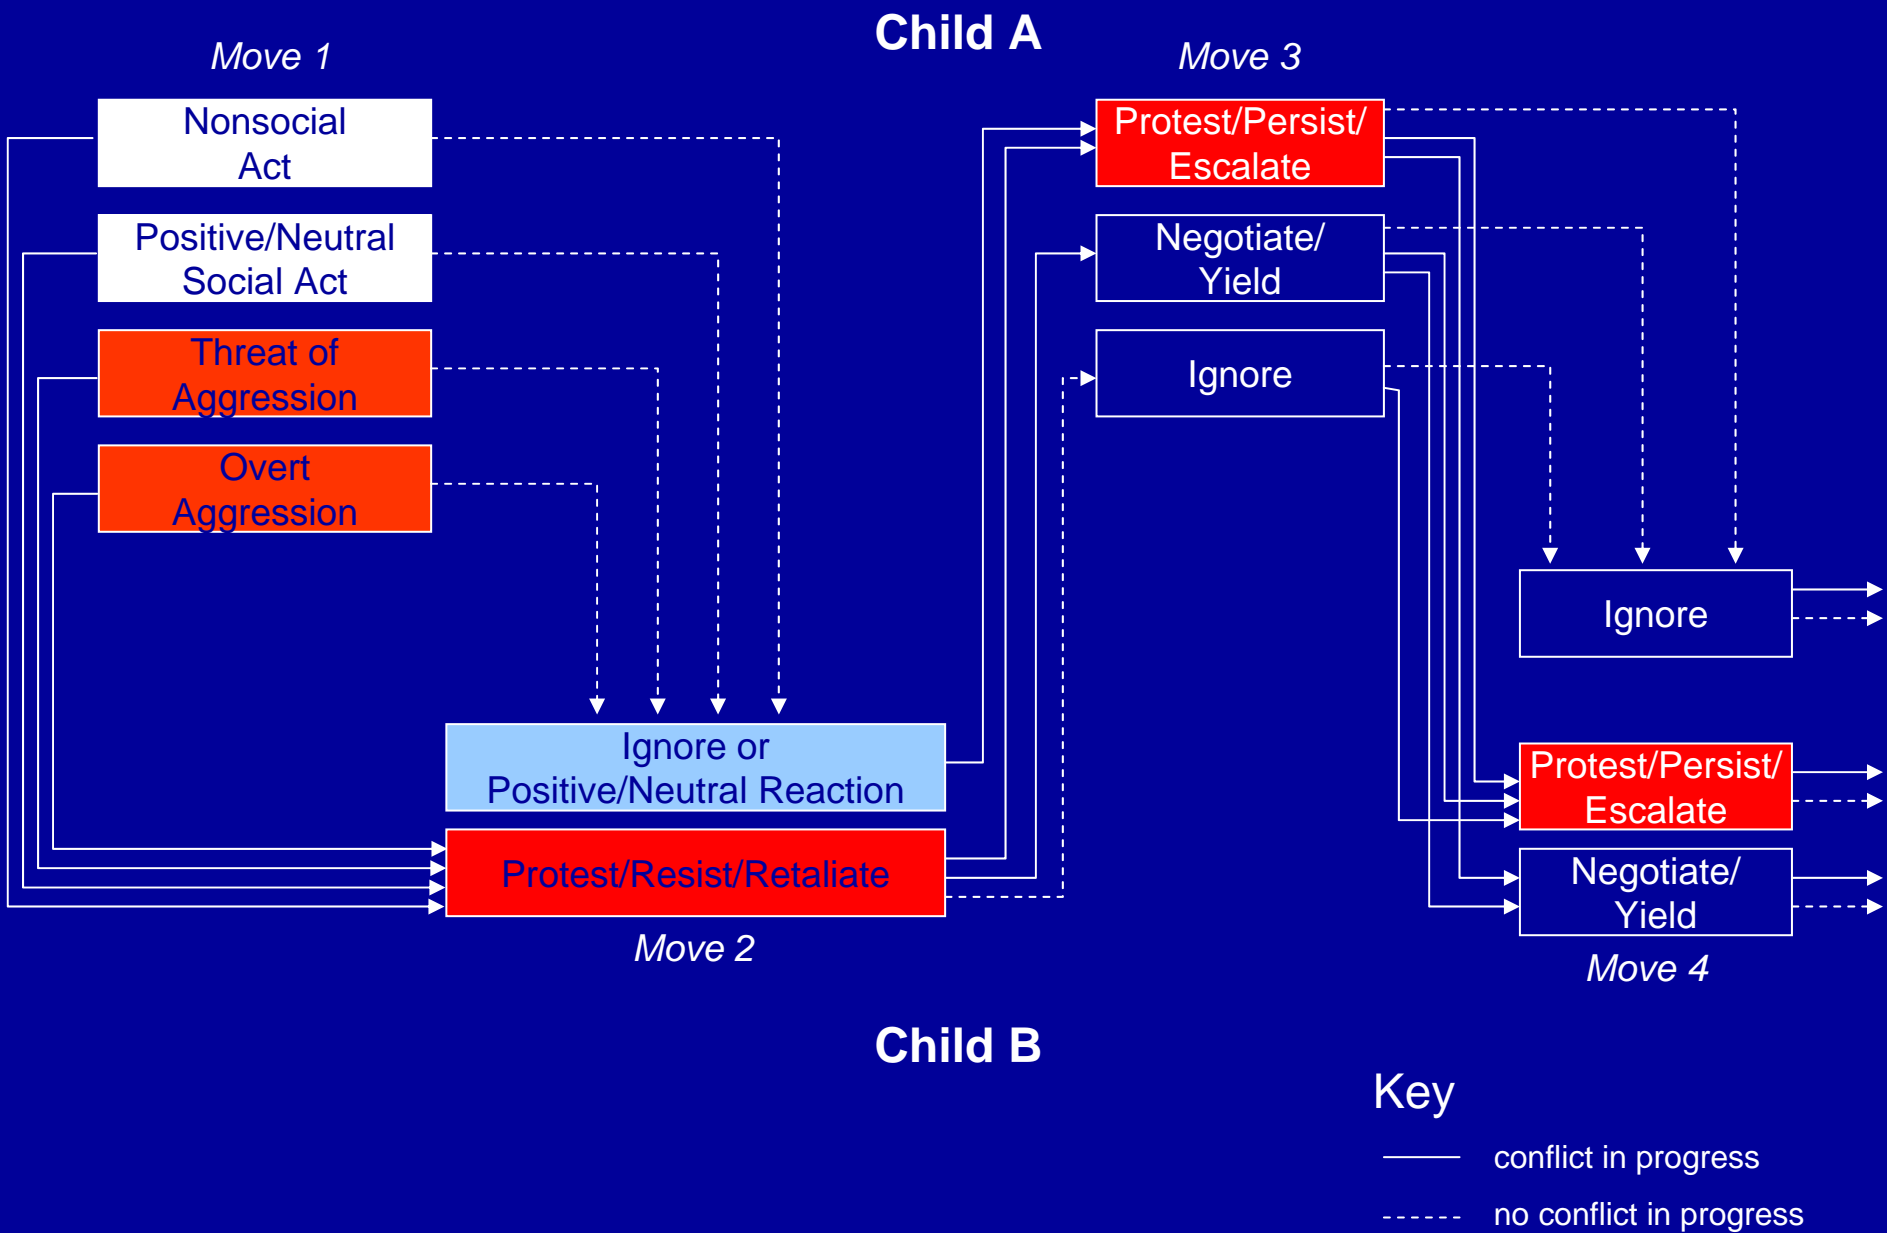 Child A
Move 1
Move 3
Nonsocial
Act
Positive/Neutral
Social Act
Threat of
Aggression
Overt
Aggression
Protest/Persist/
Escalate
Negotiate/
Yield
Ignore
Ignore or
Positive/Neutral Reaction
Protest/Resist/Retaliate
Move 2
Ignore
Protest/Persist/
Escalate
Negotiate/
Yield
Move 4
Child B
Key
conflict in progress
no conflict in progress